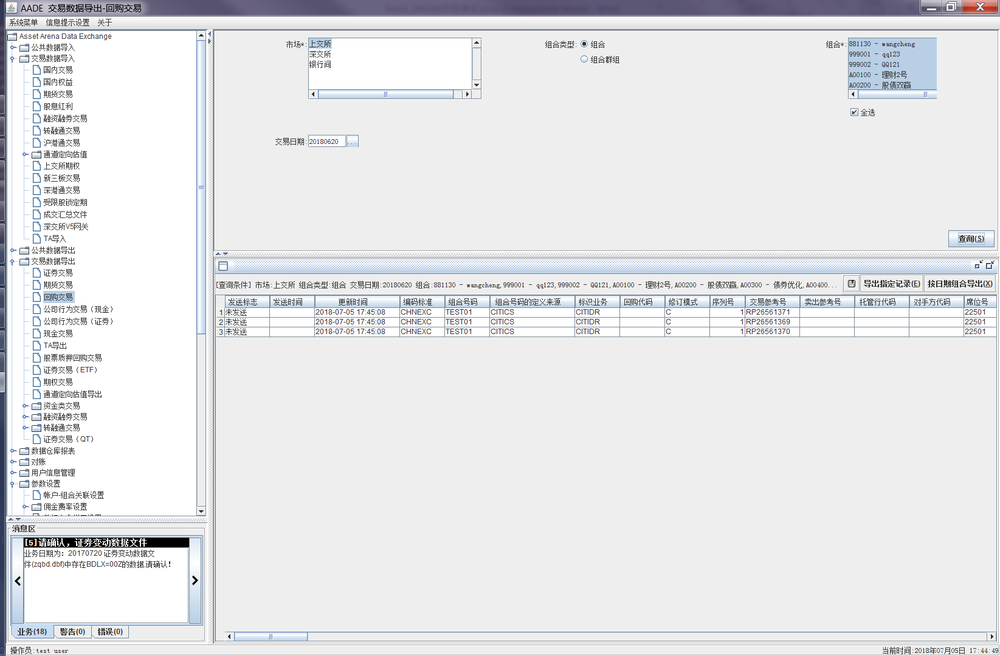 AADE 交易数据导出-回购交易
系统菜单 信息提示设置 关于
Asset Arena Data Exchange
公共数据导入
交易数据导入
国内交易
国内权益
期货交易
股息红利
融资融券交易
转融通交易
沪港通交易
通道定向估值
上交所期权
新三板交易
深港通交易
受限股锁定期
成交汇总文件
深交所V5网关
TA导入
公共数据导出
交易数据导出
证券交易
期货交易
回购交易
公司行为交易（现金）
公司行为交易（证券）
现金交易
TA导出
股票质押回购交易
证券交易（ETF）
期权交易
通道定向估值导出
资金类交易
融资融券交易
转融通交易
证券交易（QT）
数据仓库报表
对账
用户信息管理
参数设置
帐户-组合关联设置
佣金费率设置
消息区
[5]请确认，证券变动数据文件
业务日期为：20170720 证券变动数据文
件(zqbd.dbf)中存在BDLX=00Z的数据,请确认!
业务(18) 警告(0) 错误(0)
市场*: 上交所
深交所
银行间
组合类型: 组合
组合群组
组合*: 881130 - wangcheng
999001 - qq123
999002 - QQ121
A00100 - 理财2号
A00200 - 股债双赢
全选
交易日期: 20180620 ...
查询(S)
[查询条件] 市场:上交所 组合类型:组合 交易日期:20180620 组合:881130 - wangcheng,999001 - qq123,999002 - QQ121,A00100 - 理财2号,A00200 - 股债双赢,A00300 - 债券优化,A00400... 导出指定记录(E) 按日期组合导出(X)
发送标志 发送时间 更新时间 编码标准 组合号码 组合号码的定义来源 标识业务 回购代码 修订模式 序列号 交易参考号 卖出参考号 托管行代码 对手方代码 席位号
1 未发送 2018-07-05 17:45:08 CHNEXC TEST01 CITICS CITIDR C 1 RP26561371 22501
2 未发送 2018-07-05 17:45:08 CHNEXC TEST01 CITICS CITIDR C 1 RP26561369 22501
3 未发送 2018-07-05 17:45:08 CHNEXC TEST01 CITICS CITIDR C 1 RP26561370 22501
操作员:test user
当前时间:2018年07月05日 17:44:49